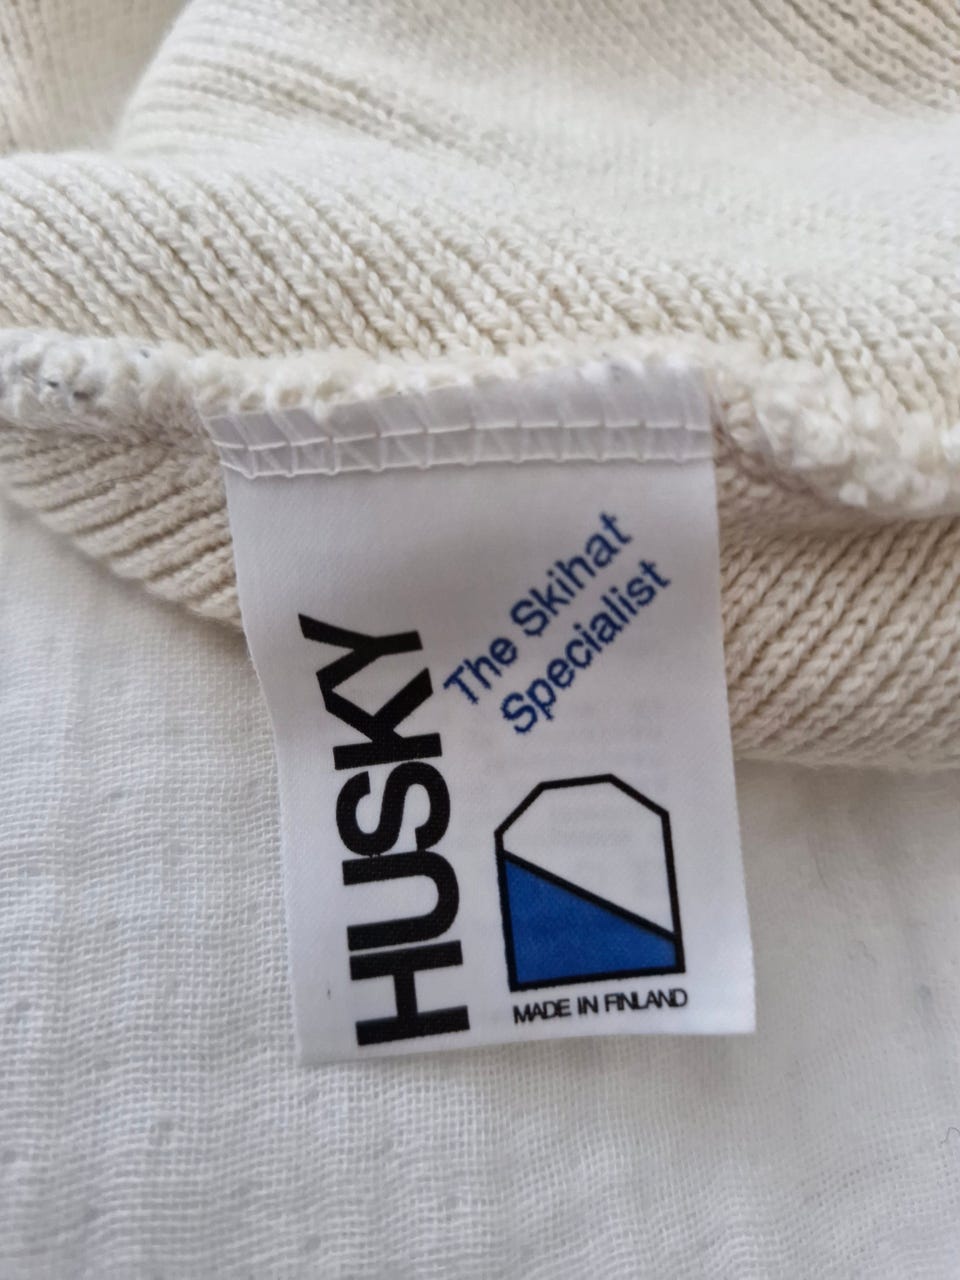 The Skihat
Specialist
HUSKY
MADE IN FINLAND